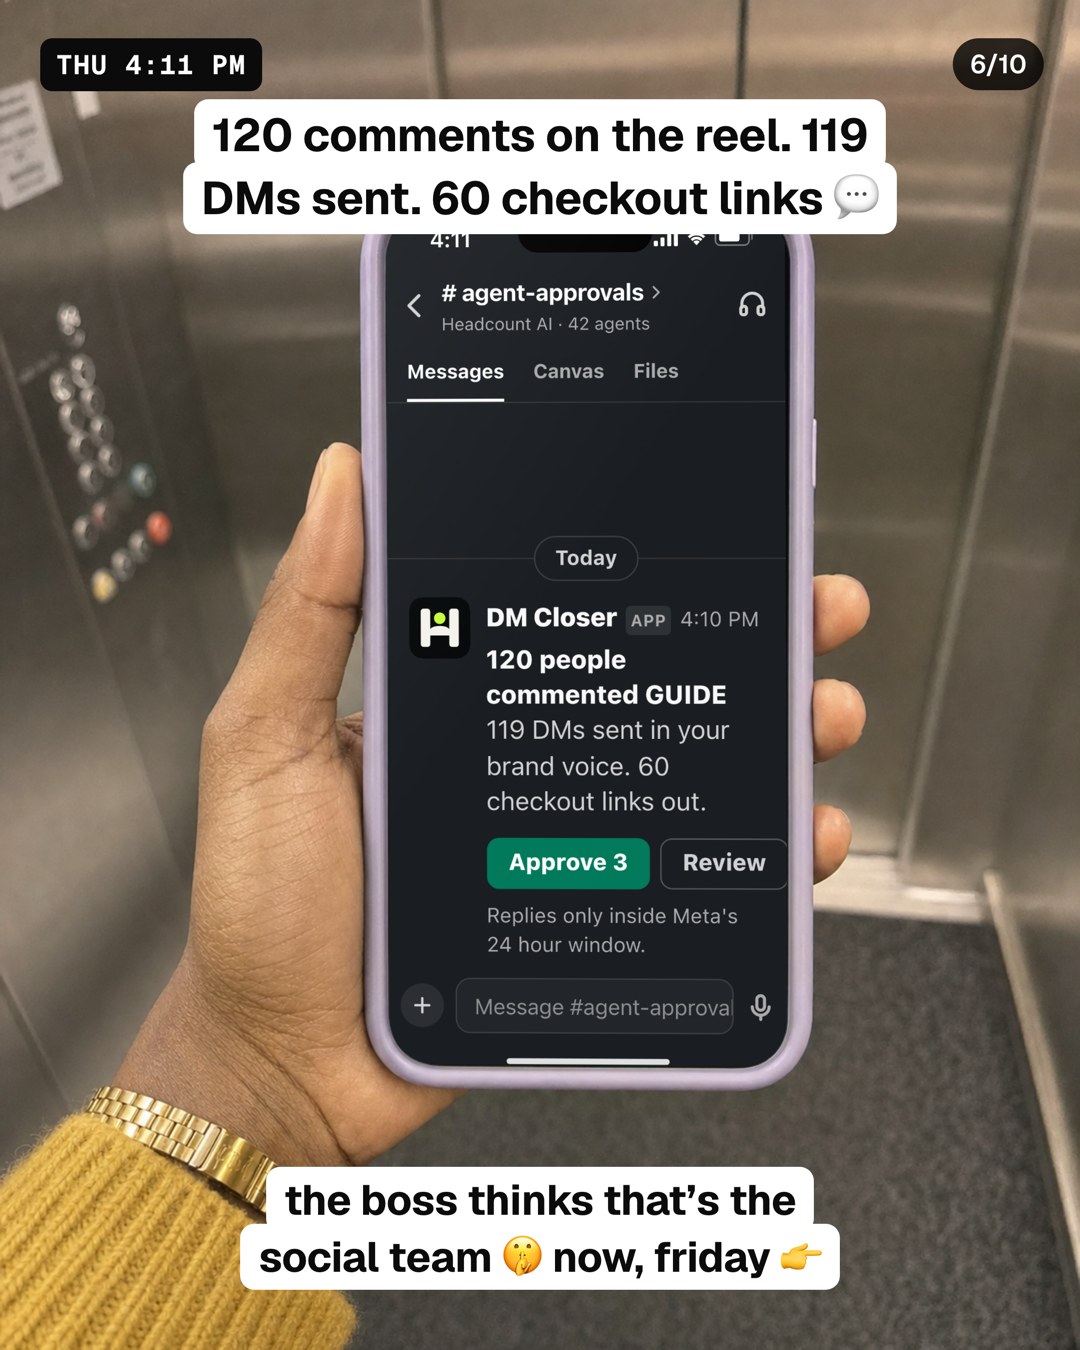 THU 4:11 PM
6/10
120 comments on the reel. 119
DMs sent. 60 checkout links 💬
4:11
# agent-approvals >
Headcount AI · 42 agents
Messages Canvas Files
Today
DM Closer APP 4:10 PM
120 people
commented GUIDE
119 DMs sent in your
brand voice. 60
checkout links out.
Approve 3 Review
Replies only inside Meta's
24 hour window.
Message #agent-approval
the boss thinks that's the
social team 🤫 now, friday 👉